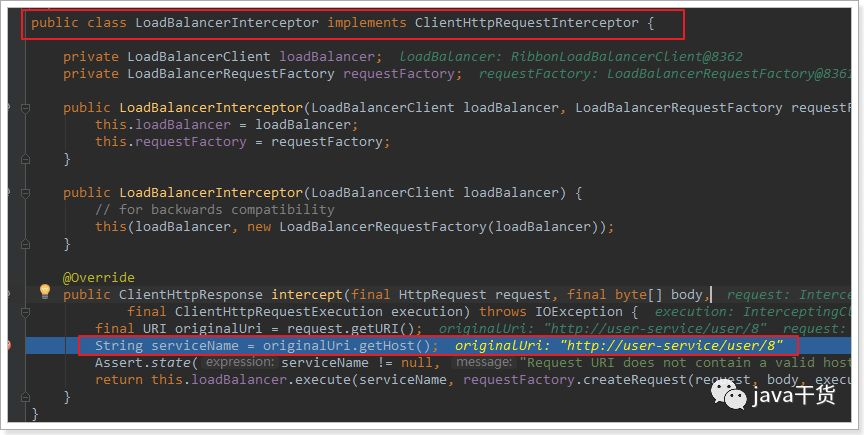 public class LoadBalancerInterceptor implements ClientHttpRequestInterceptor {
private LoadBalancerClient loadBalancer; loadBalancer: RibbonLoadBalancerClient@8362
private LoadBalancerRequestFactory requestFactory; requestFactory: LoadBalancerRequestFactory@8361
public LoadBalancerInterceptor(LoadBalancerClient loadBalancer, LoadBalancerRequestFactory requestF
this.loadBalancer = loadBalancer;
this.requestFactory = requestFactory;
}
public LoadBalancerInterceptor(LoadBalancerClient loadBalancer) {
// for backwards compatibility
this(loadBalancer, new LoadBalancerRequestFactory(loadBalancer));
}
@Override
public ClientHttpResponse intercept(final HttpRequest request, final byte[] body, request: Interce
final ClientHttpRequestExecution execution) throws IOException { execution: InterceptingCl
final URI originalUri = request.getURI(); originalUri: "http://user-service/user/8" request:
String serviceName = originalUri.getHost(); originalUri: "http://user-service/user/8"
Assert.state( expression: serviceName != null, message: "Request URI does not contain a valid host
return this.loadBalancer.execute(serviceName, requestFactory.createRequest(request, body, execu
}
}
java干货